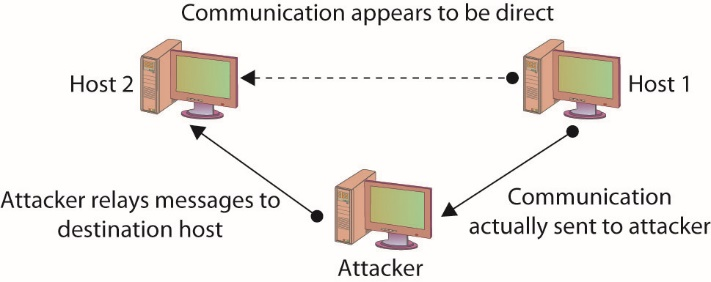 Communication appears to be direct
Host 2
Host 1
Attacker relays messages to
destination host
Communication
actually sent to attacker
Attacker